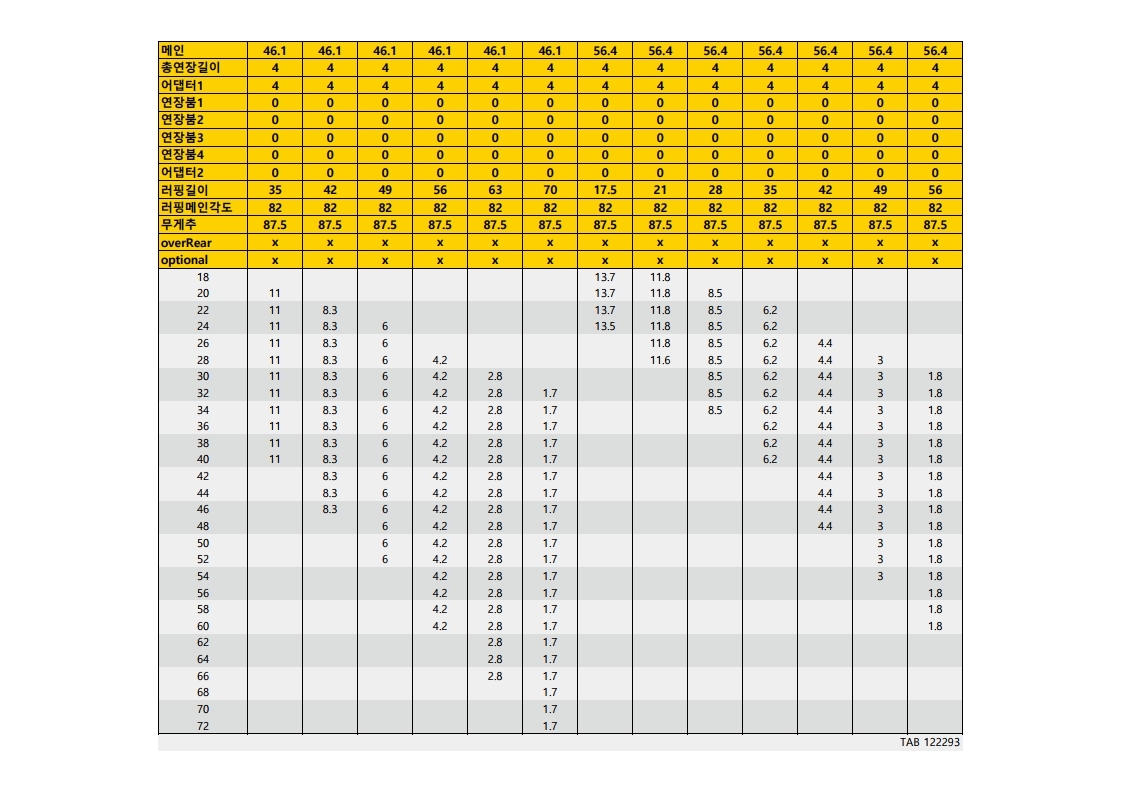 메인 46.1 46.1 46.1 46.1 46.1 46.1 56.4 56.4 56.4 56.4 56.4 56.4 56.4
총연장길이 4 4 4 4 4 4 4 4 4 4 4 4 4
어댑터1 4 4 4 4 4 4 4 4 4 4 4 4 4
연장붐1 0 0 0 0 0 0 0 0 0 0 0 0 0
연장붐2 0 0 0 0 0 0 0 0 0 0 0 0 0
연장붐3 0 0 0 0 0 0 0 0 0 0 0 0 0
연장붐4 0 0 0 0 0 0 0 0 0 0 0 0 0
어댑터2 0 0 0 0 0 0 0 0 0 0 0 0 0
러핑길이 35 42 49 56 63 70 17.5 21 28 35 42 49 56
러핑메인각도 82 82 82 82 82 82 82 82 82 82 82 82 82
무게추 87.5 87.5 87.5 87.5 87.5 87.5 87.5 87.5 87.5 87.5 87.5 87.5 87.5
overRear x x x x x x x x x x x x x
optional x x x x x x x x x x x x x
18 13.7 11.8
20 11 13.7 11.8 8.5
22 11 8.3 13.7 11.8 8.5 6.2
24 11 8.3 6 13.5 11.8 8.5 6.2
26 11 8.3 6 11.8 8.5 6.2 4.4
28 11 8.3 6 4.2 11.6 8.5 6.2 4.4 3
30 11 8.3 6 4.2 2.8 8.5 6.2 4.4 3 1.8
32 11 8.3 6 4.2 2.8 1.7 8.5 6.2 4.4 3 1.8
34 11 8.3 6 4.2 2.8 1.7 8.5 6.2 4.4 3 1.8
36 11 8.3 6 4.2 2.8 1.7 6.2 4.4 3 1.8
38 11 8.3 6 4.2 2.8 1.7 6.2 4.4 3 1.8
40 11 8.3 6 4.2 2.8 1.7 6.2 4.4 3 1.8
42 8.3 6 4.2 2.8 1.7 4.4 3 1.8
44 8.3 6 4.2 2.8 1.7 4.4 3 1.8
46 8.3 6 4.2 2.8 1.7 4.4 3 1.8
48 6 4.2 2.8 1.7 4.4 3 1.8
50 6 4.2 2.8 1.7 3 1.8
52 6 4.2 2.8 1.7 3 1.8
54 4.2 2.8 1.7 3 1.8
56 4.2 2.8 1.7 1.8
58 4.2 2.8 1.7 1.8
60 4.2 2.8 1.7 1.8
62 2.8 1.7
64 2.8 1.7
66 2.8 1.7
68 1.7
70 1.7
72 1.7
TAB 122293